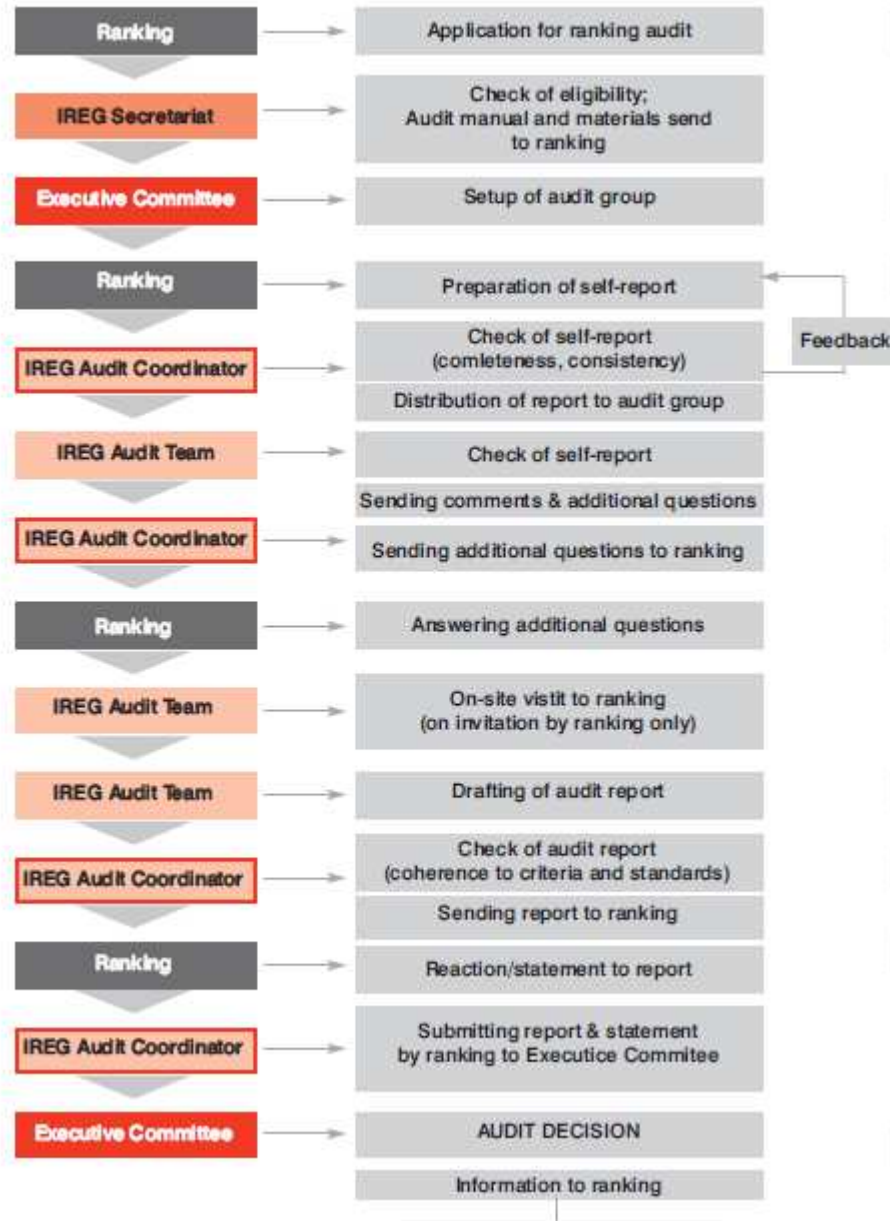 Ranking
Application for ranking audit
IREG Secretariat
Check of eligibility;
Audit manual and materials send
to ranking
Executive Committee
Setup of audit group
Ranking
Preparation of self-report
IREG Audit Coordinator
Check of self-report
(comleteness, consistency)
Feedback
Distribution of report to audit group
IREG Audit Team
Check of self-report
Sending comments & additional questions
IREG Audit Coordinator
Sending additional questions to ranking
Ranking
Answering additional questions
IREG Audit Team
On-site vistit to ranking
(on invitation by ranking only)
IREG Audit Team
Drafting of audit report
IREG Audit Coordinator
Check of audit report
(coherence to criteria and standards)
Sending report to ranking
Ranking
Reaction/statement to report
IREG Audit Coordinator
Submitting report & statement
by ranking to Executice Commitee
Executive Committee
AUDIT DECISION
Information to ranking